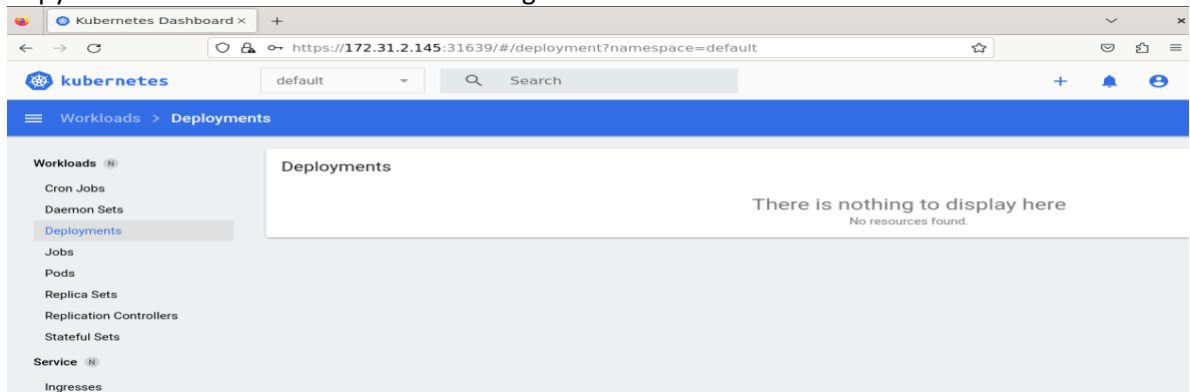 Kubernetes Dashboard × +
https://172.31.2.145:31639/#/deployment?namespace=default
kubernetes default Search
Workloads > Deployments
Workloads N
Cron Jobs
Daemon Sets
Deployments
Jobs
Pods
Replica Sets
Replication Controllers
Stateful Sets
Service N
Ingresses
Deployments
There is nothing to display here
No resources found.